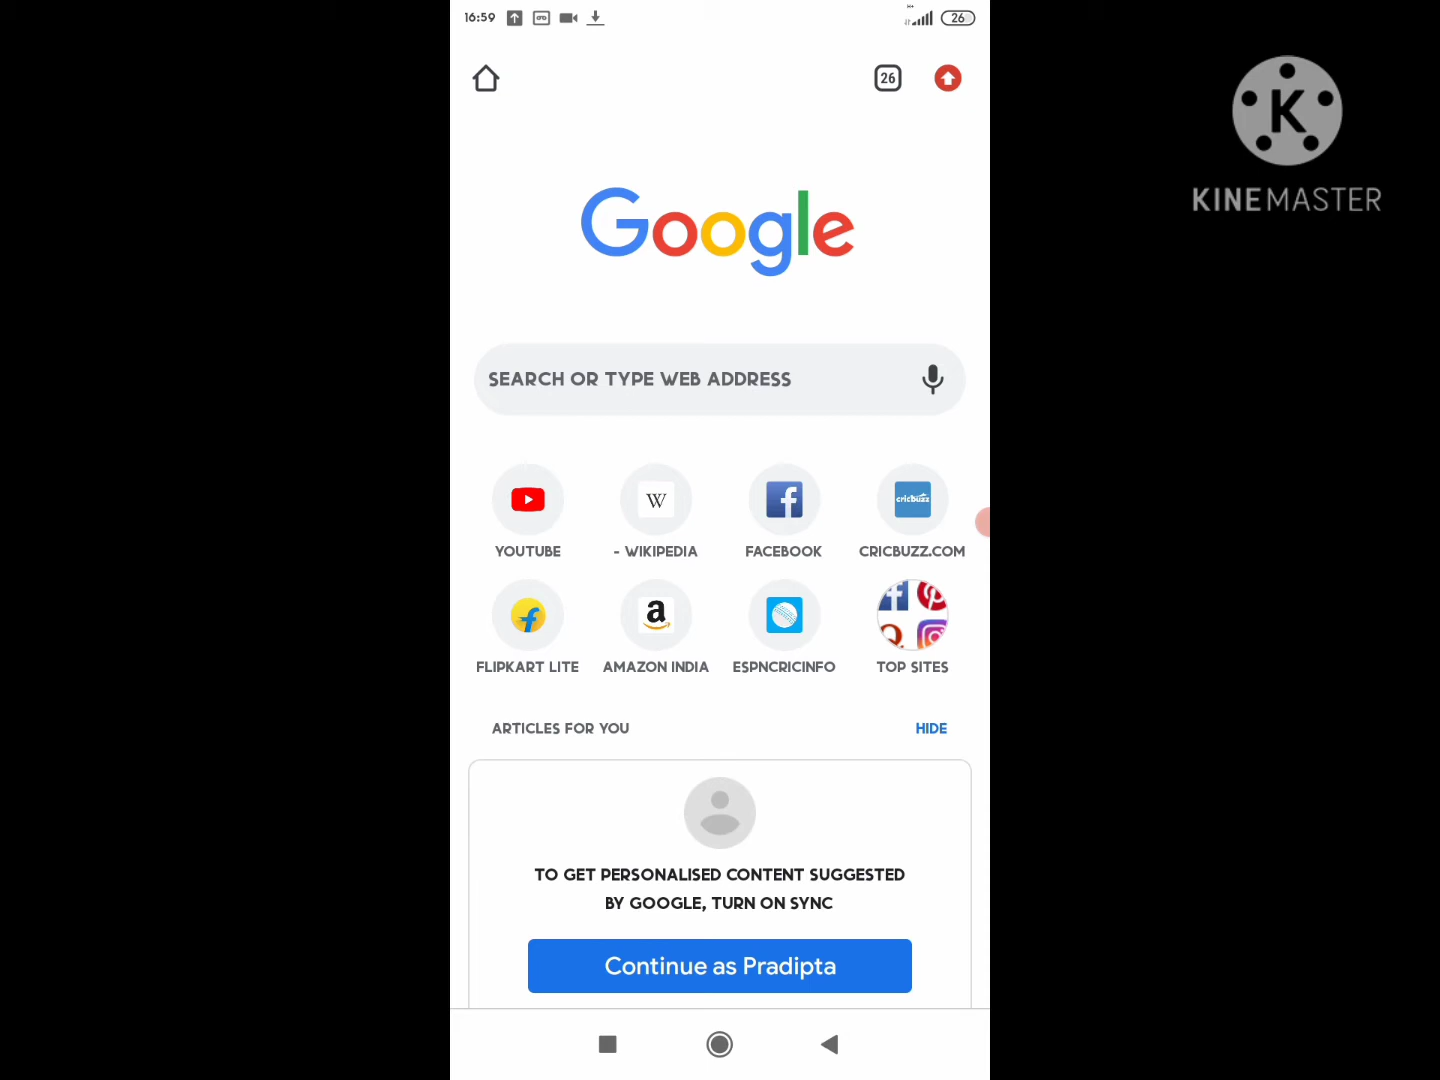 16:59
26
26
K
KINEMASTER
Google
SEARCH OR TYPE WEB ADDRESS
W
cricbuzz
YOUTUBE
- WIKIPEDIA
FACEBOOK
CRICBUZZ.COM
a
FLIPKART LITE
AMAZON INDIA
ESPNCRICINFO
TOP SITES
ARTICLES FOR YOU
HIDE
TO GET PERSONALISED CONTENT SUGGESTED
BY GOOGLE, TURN ON SYNC
Continue as Pradipta